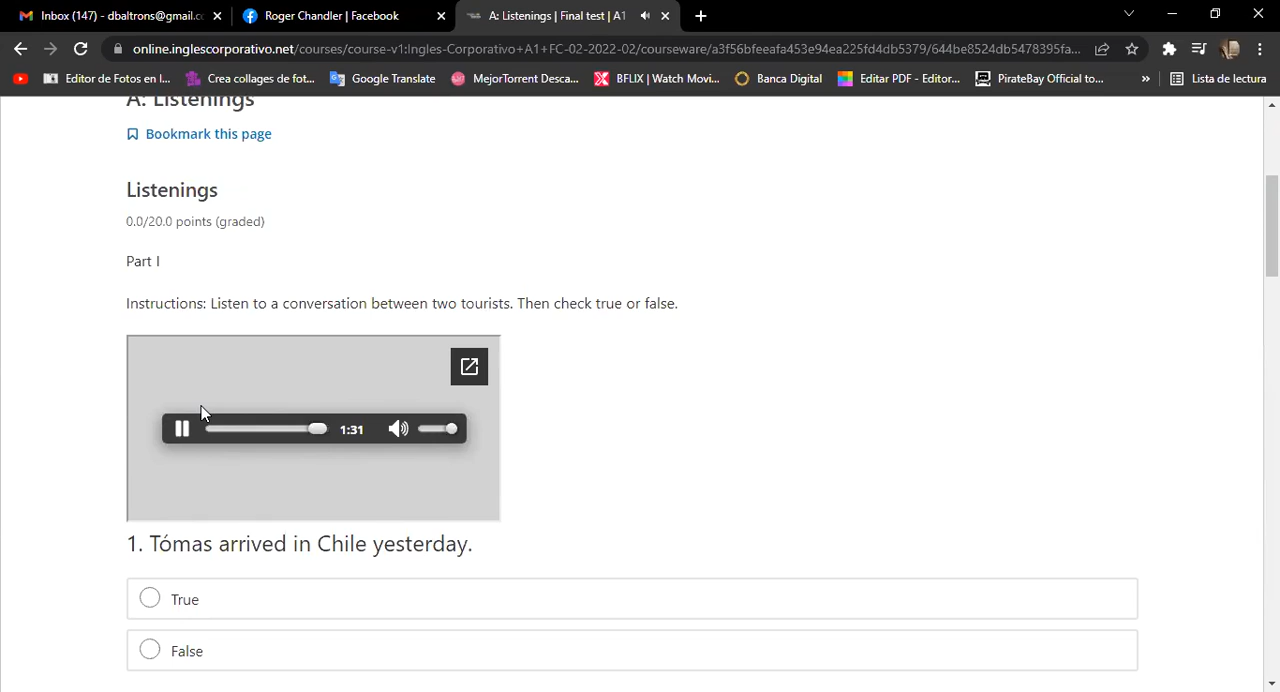 Inbox (147) - dbaltrons@gmail.cc
Roger Chandler | Facebook
A: Listenings | Final test | A1
online.inglescorporativo.net/courses/course-v1:Ingles-Corporativo+A1+FC-02-2022-02/courseware/a3f56bfeeafa453e94ea225fd4db5379/644be8524db5478395fa...
Editor de Fotos en l...
Crea collages de fot...
Google Translate
MejorTorrent Desca...
BFLIX | Watch Movi...
Banca Digital
Editar PDF - Editor...
PirateBay Official to...
»
Lista de lectura
A: Listenings
Bookmark this page
Listenings
0.0/20.0 points (graded)
Part I
Instructions: Listen to a conversation between two tourists. Then check true or false.
1:31
1. Tómas arrived in Chile yesterday.
True
False